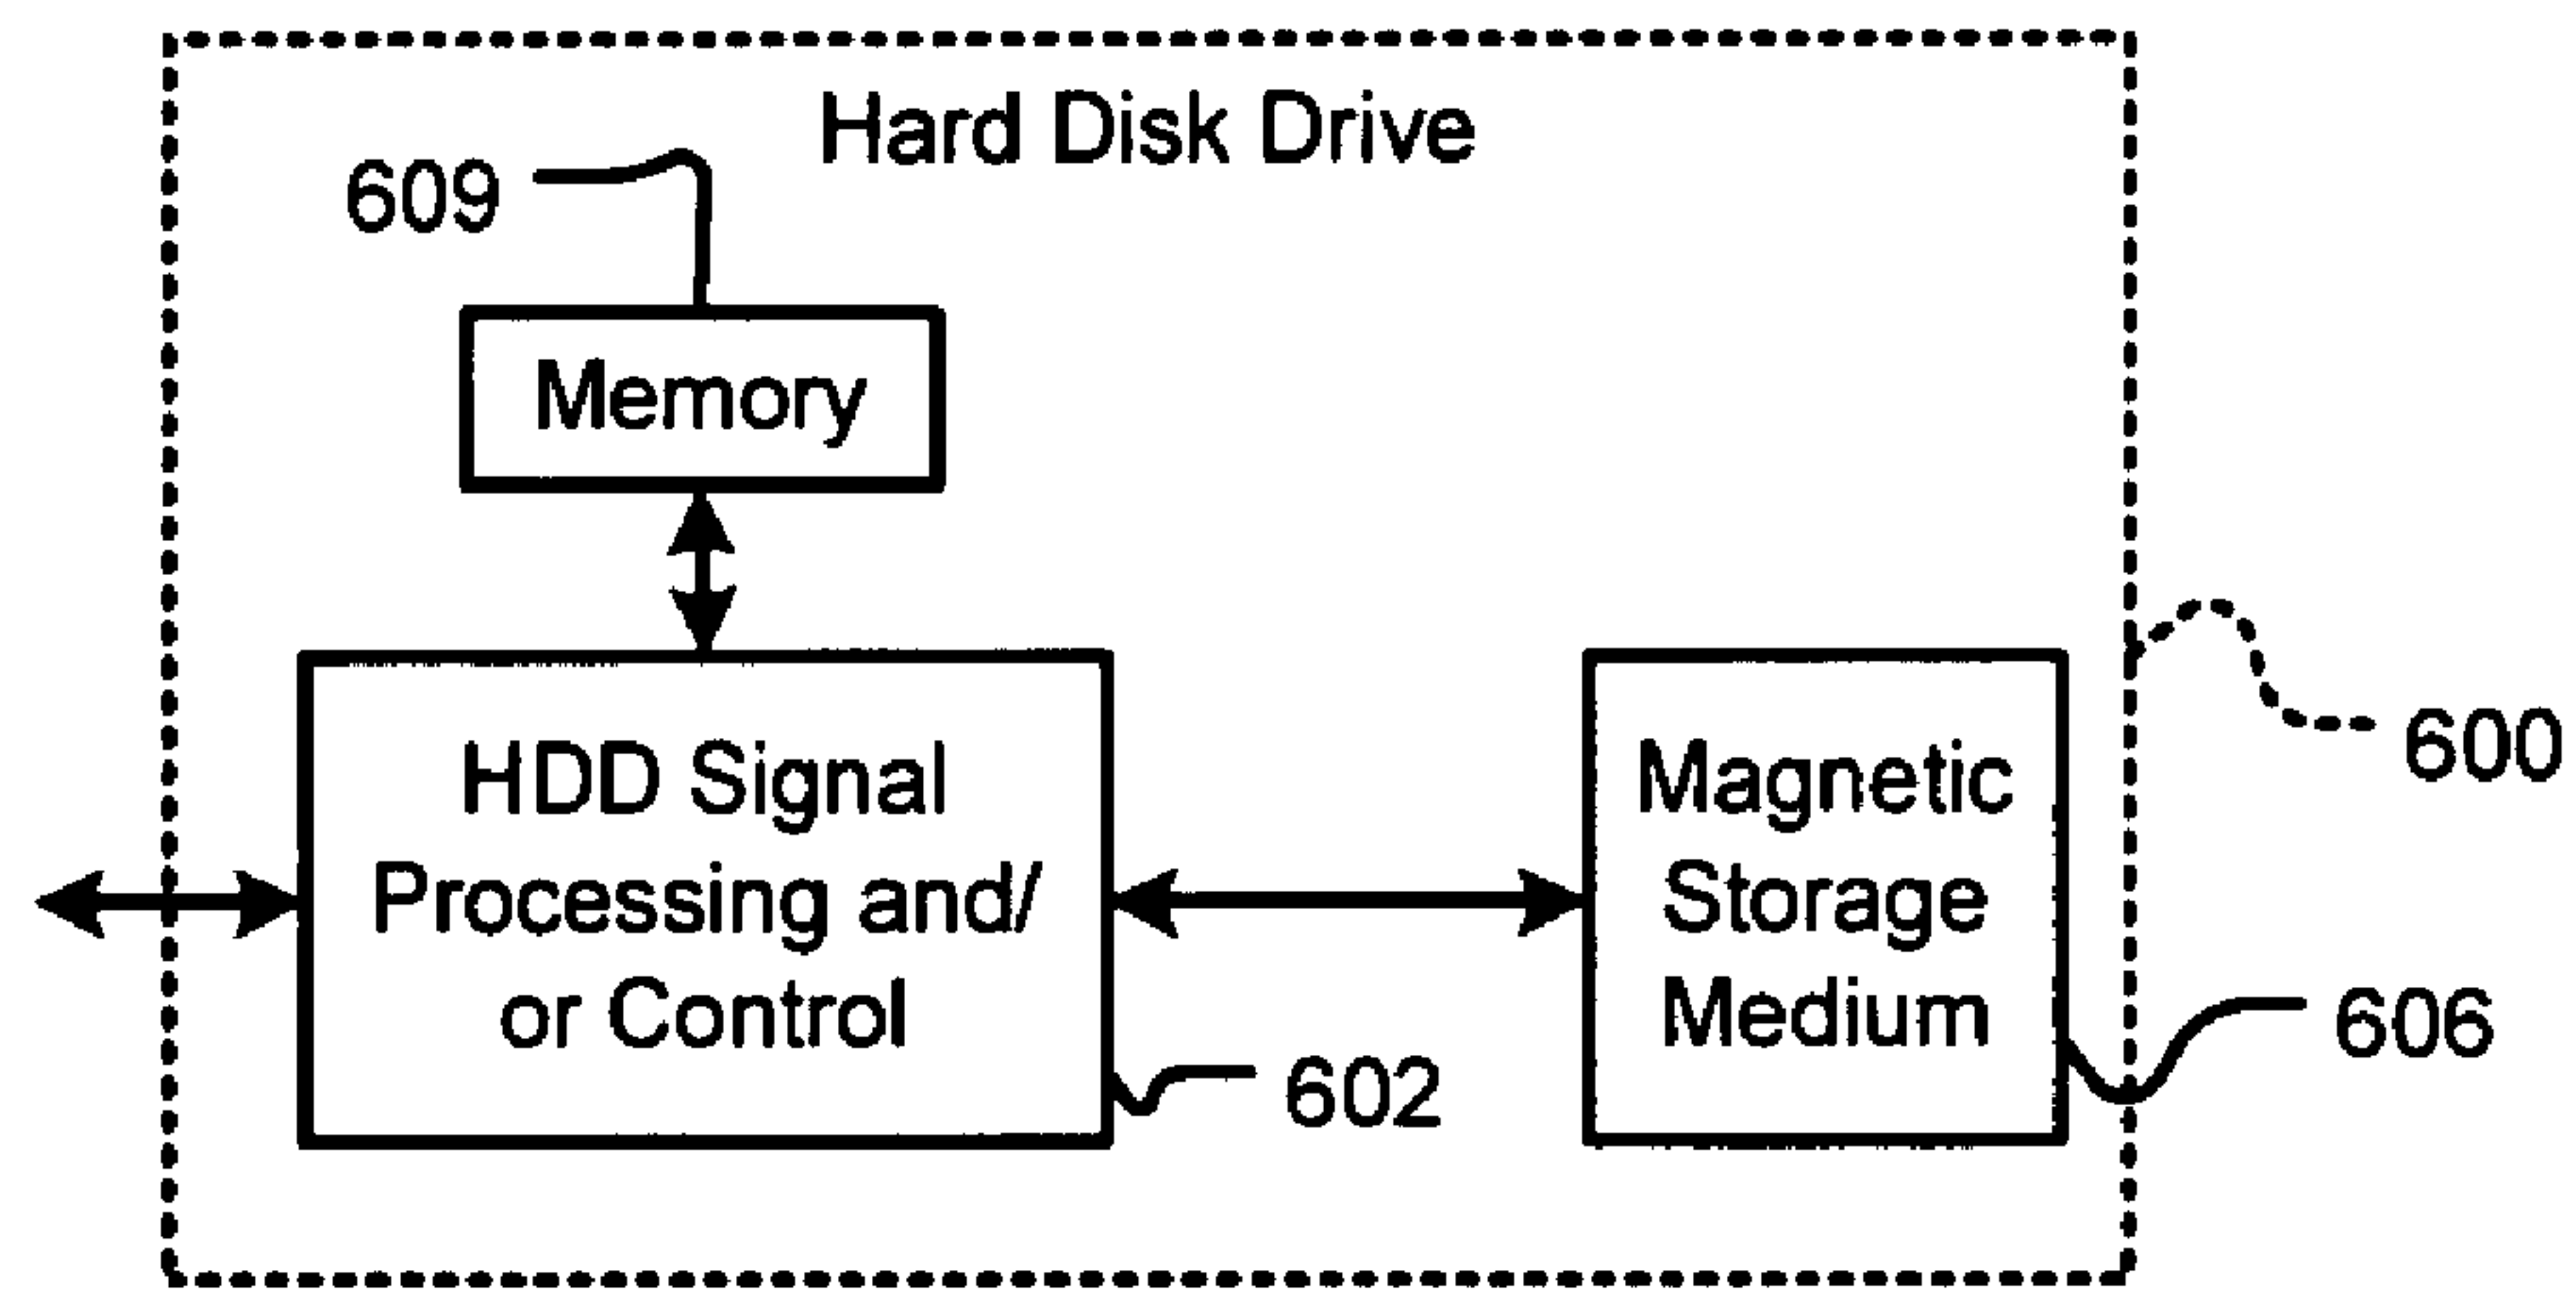 Hard Disk Drive
609
Memory
HDD Signal
Processing and/
or Control
602
Magnetic
Storage
Medium
600
606